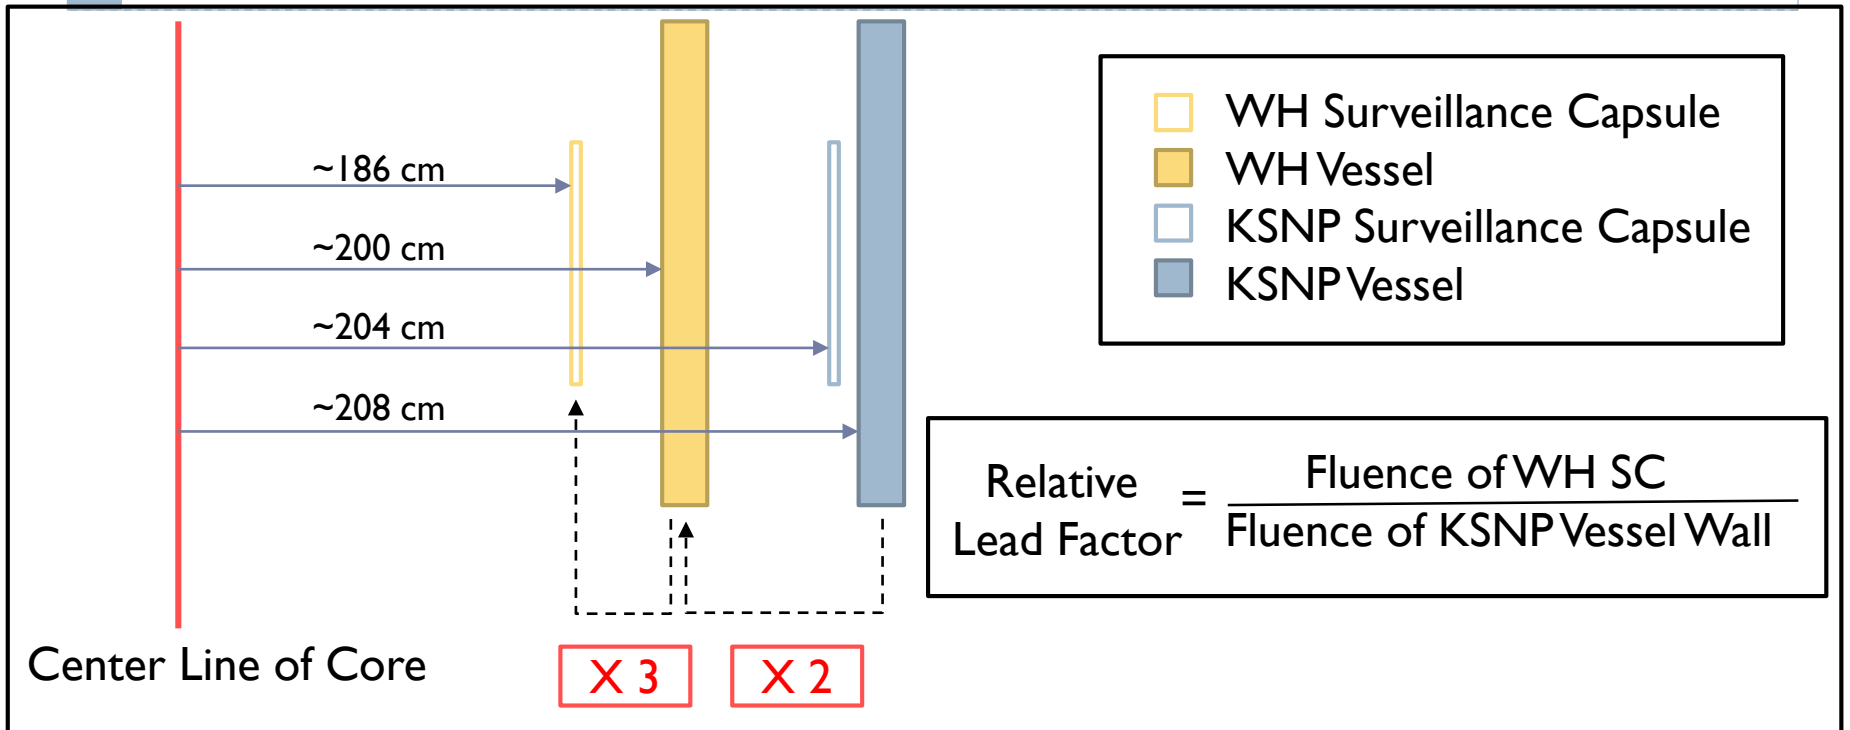 ~186 cm
~200 cm
~204 cm
~208 cm
Center Line of Core
X 3
X 2
WH Surveillance Capsule
WH Vessel
KSNP Surveillance Capsule
KSNP Vessel
Relative
Lead Factor
=
Fluence of WH SC
Fluence of KSNP Vessel Wall